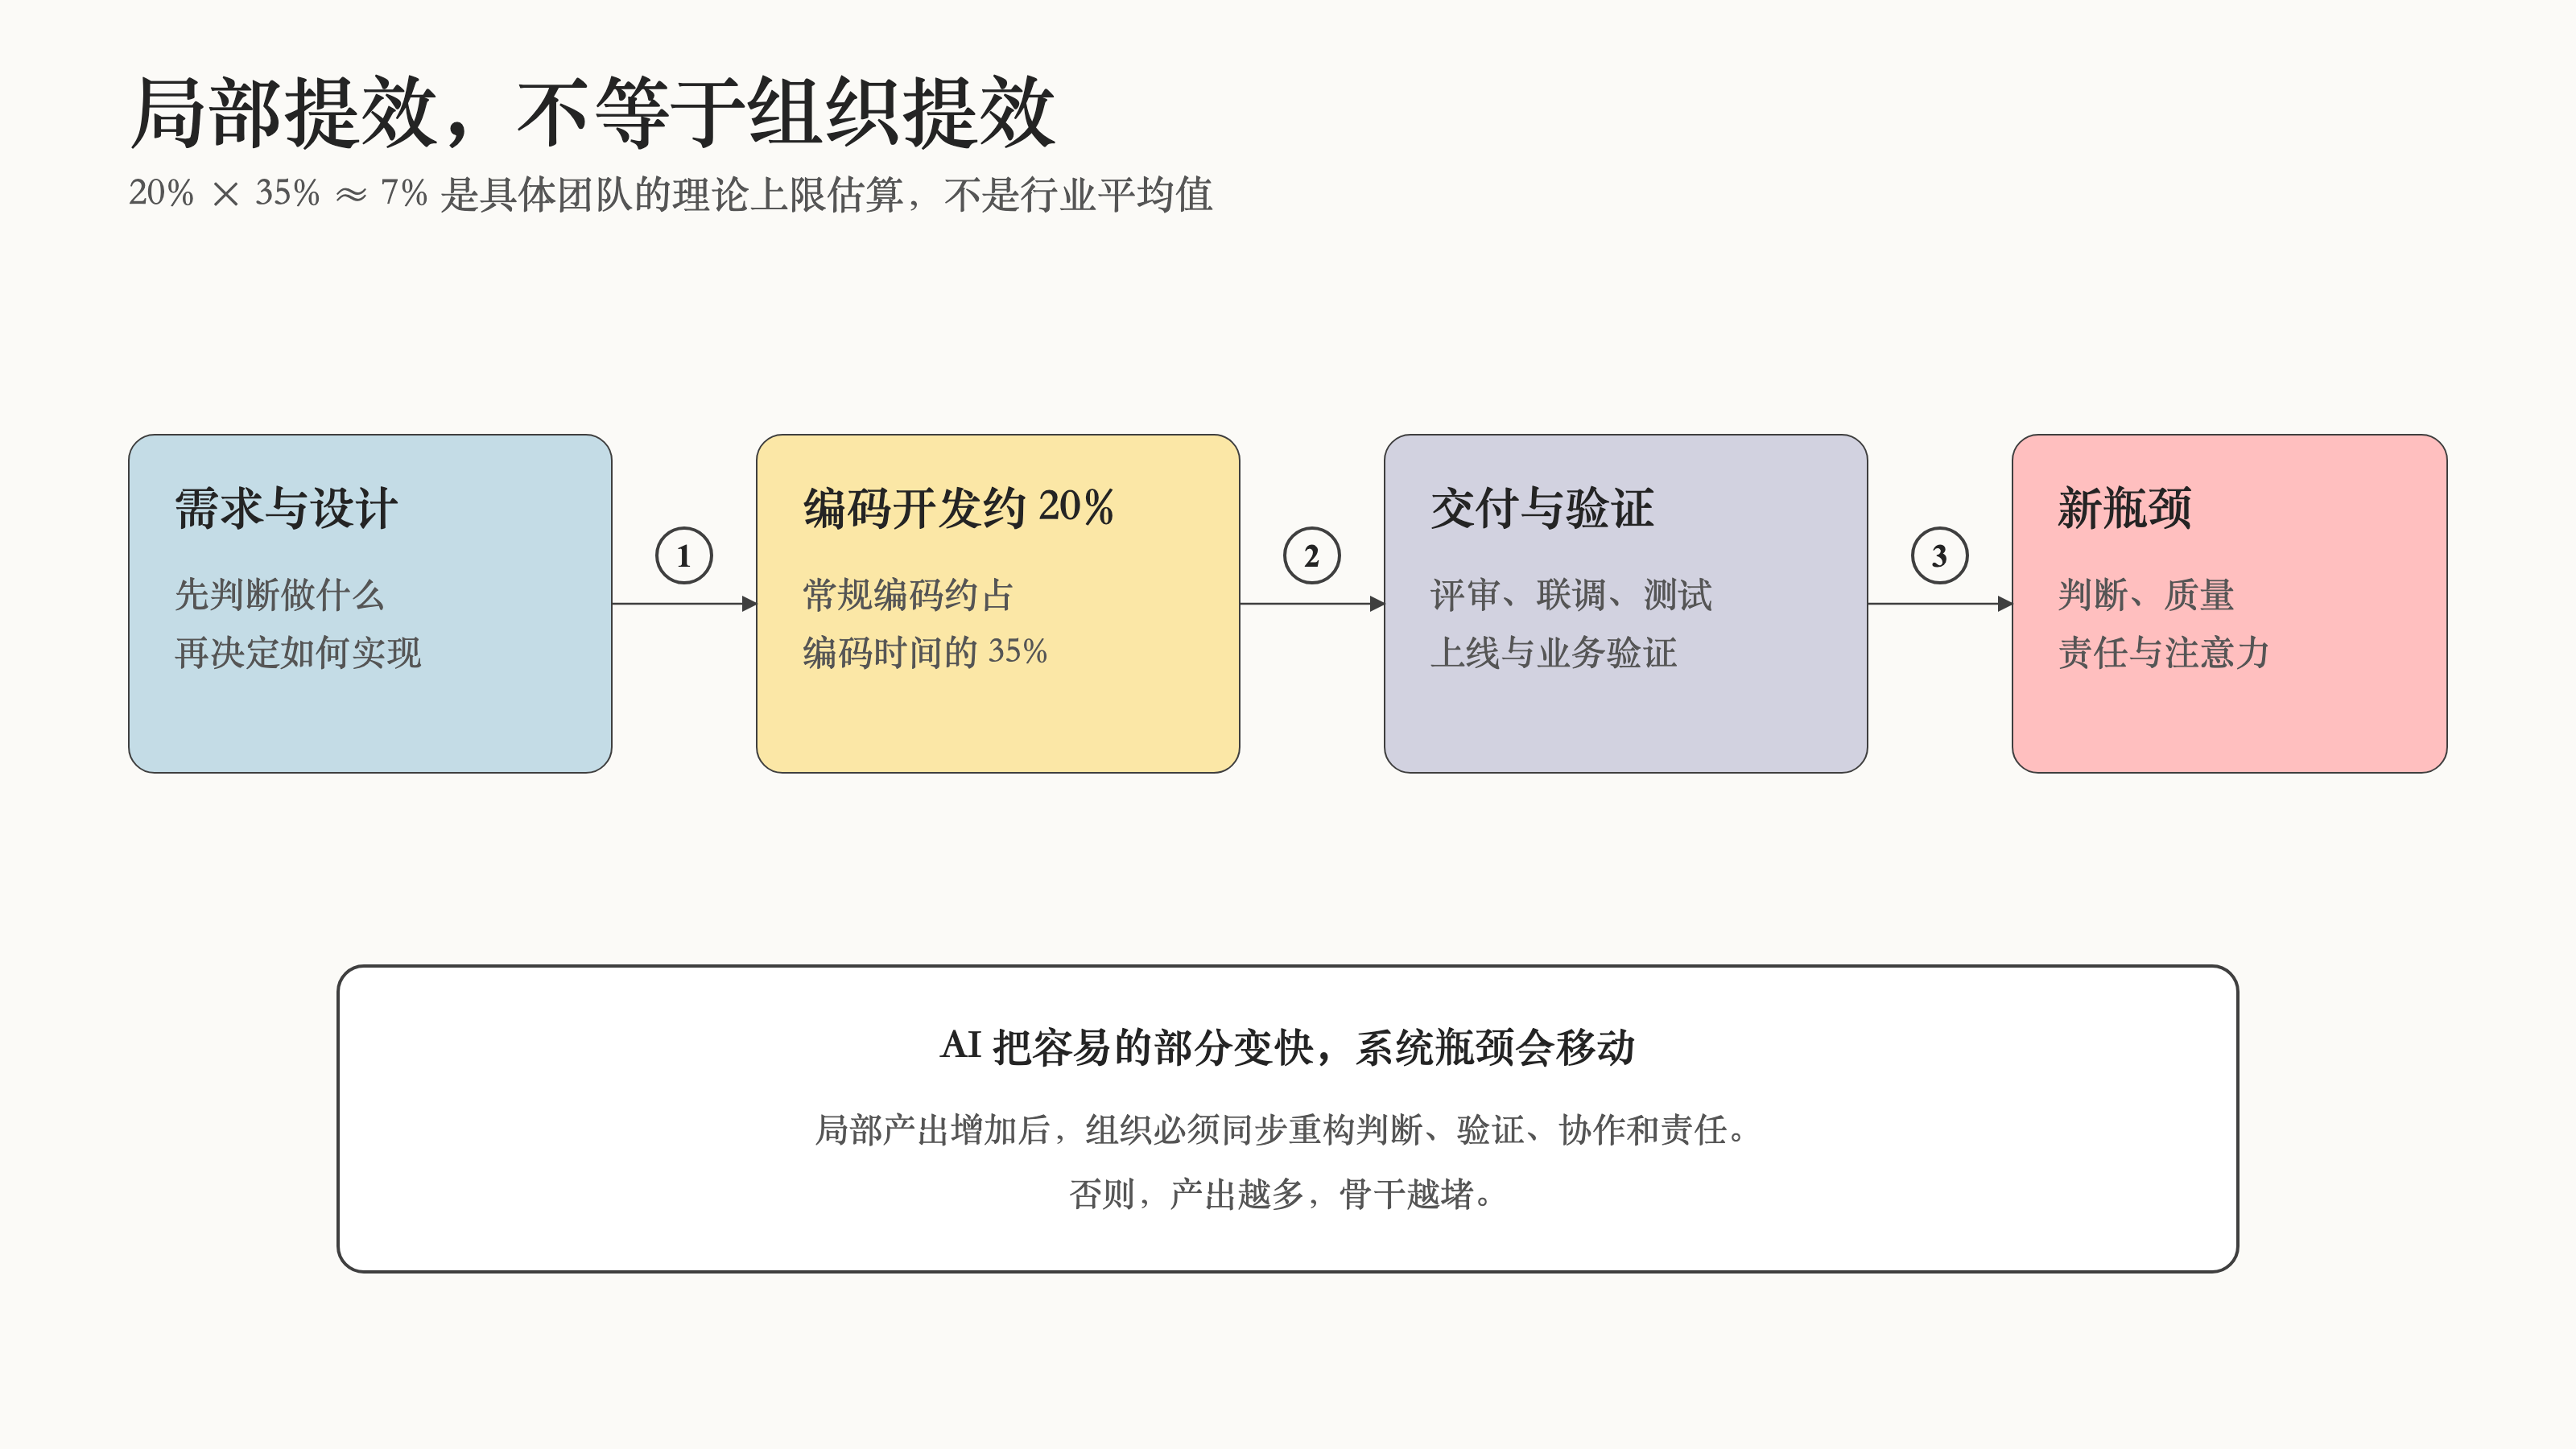 局部提效，不等于组织提效
20% × 35% ≈ 7% 是具体团队的理论上限估算，不是行业平均值
需求与设计
先判断做什么
再决定如何实现
1
编码开发约 20%
常规编码约占
编码时间的 35%
2
交付与验证
评审、联调、测试
上线与业务验证
3
新瓶颈
判断、质量
责任与注意力
AI 把容易的部分变快，系统瓶颈会移动
局部产出增加后，组织必须同步重构判断、验证、协作和责任。
否则，产出越多，骨干越堵。